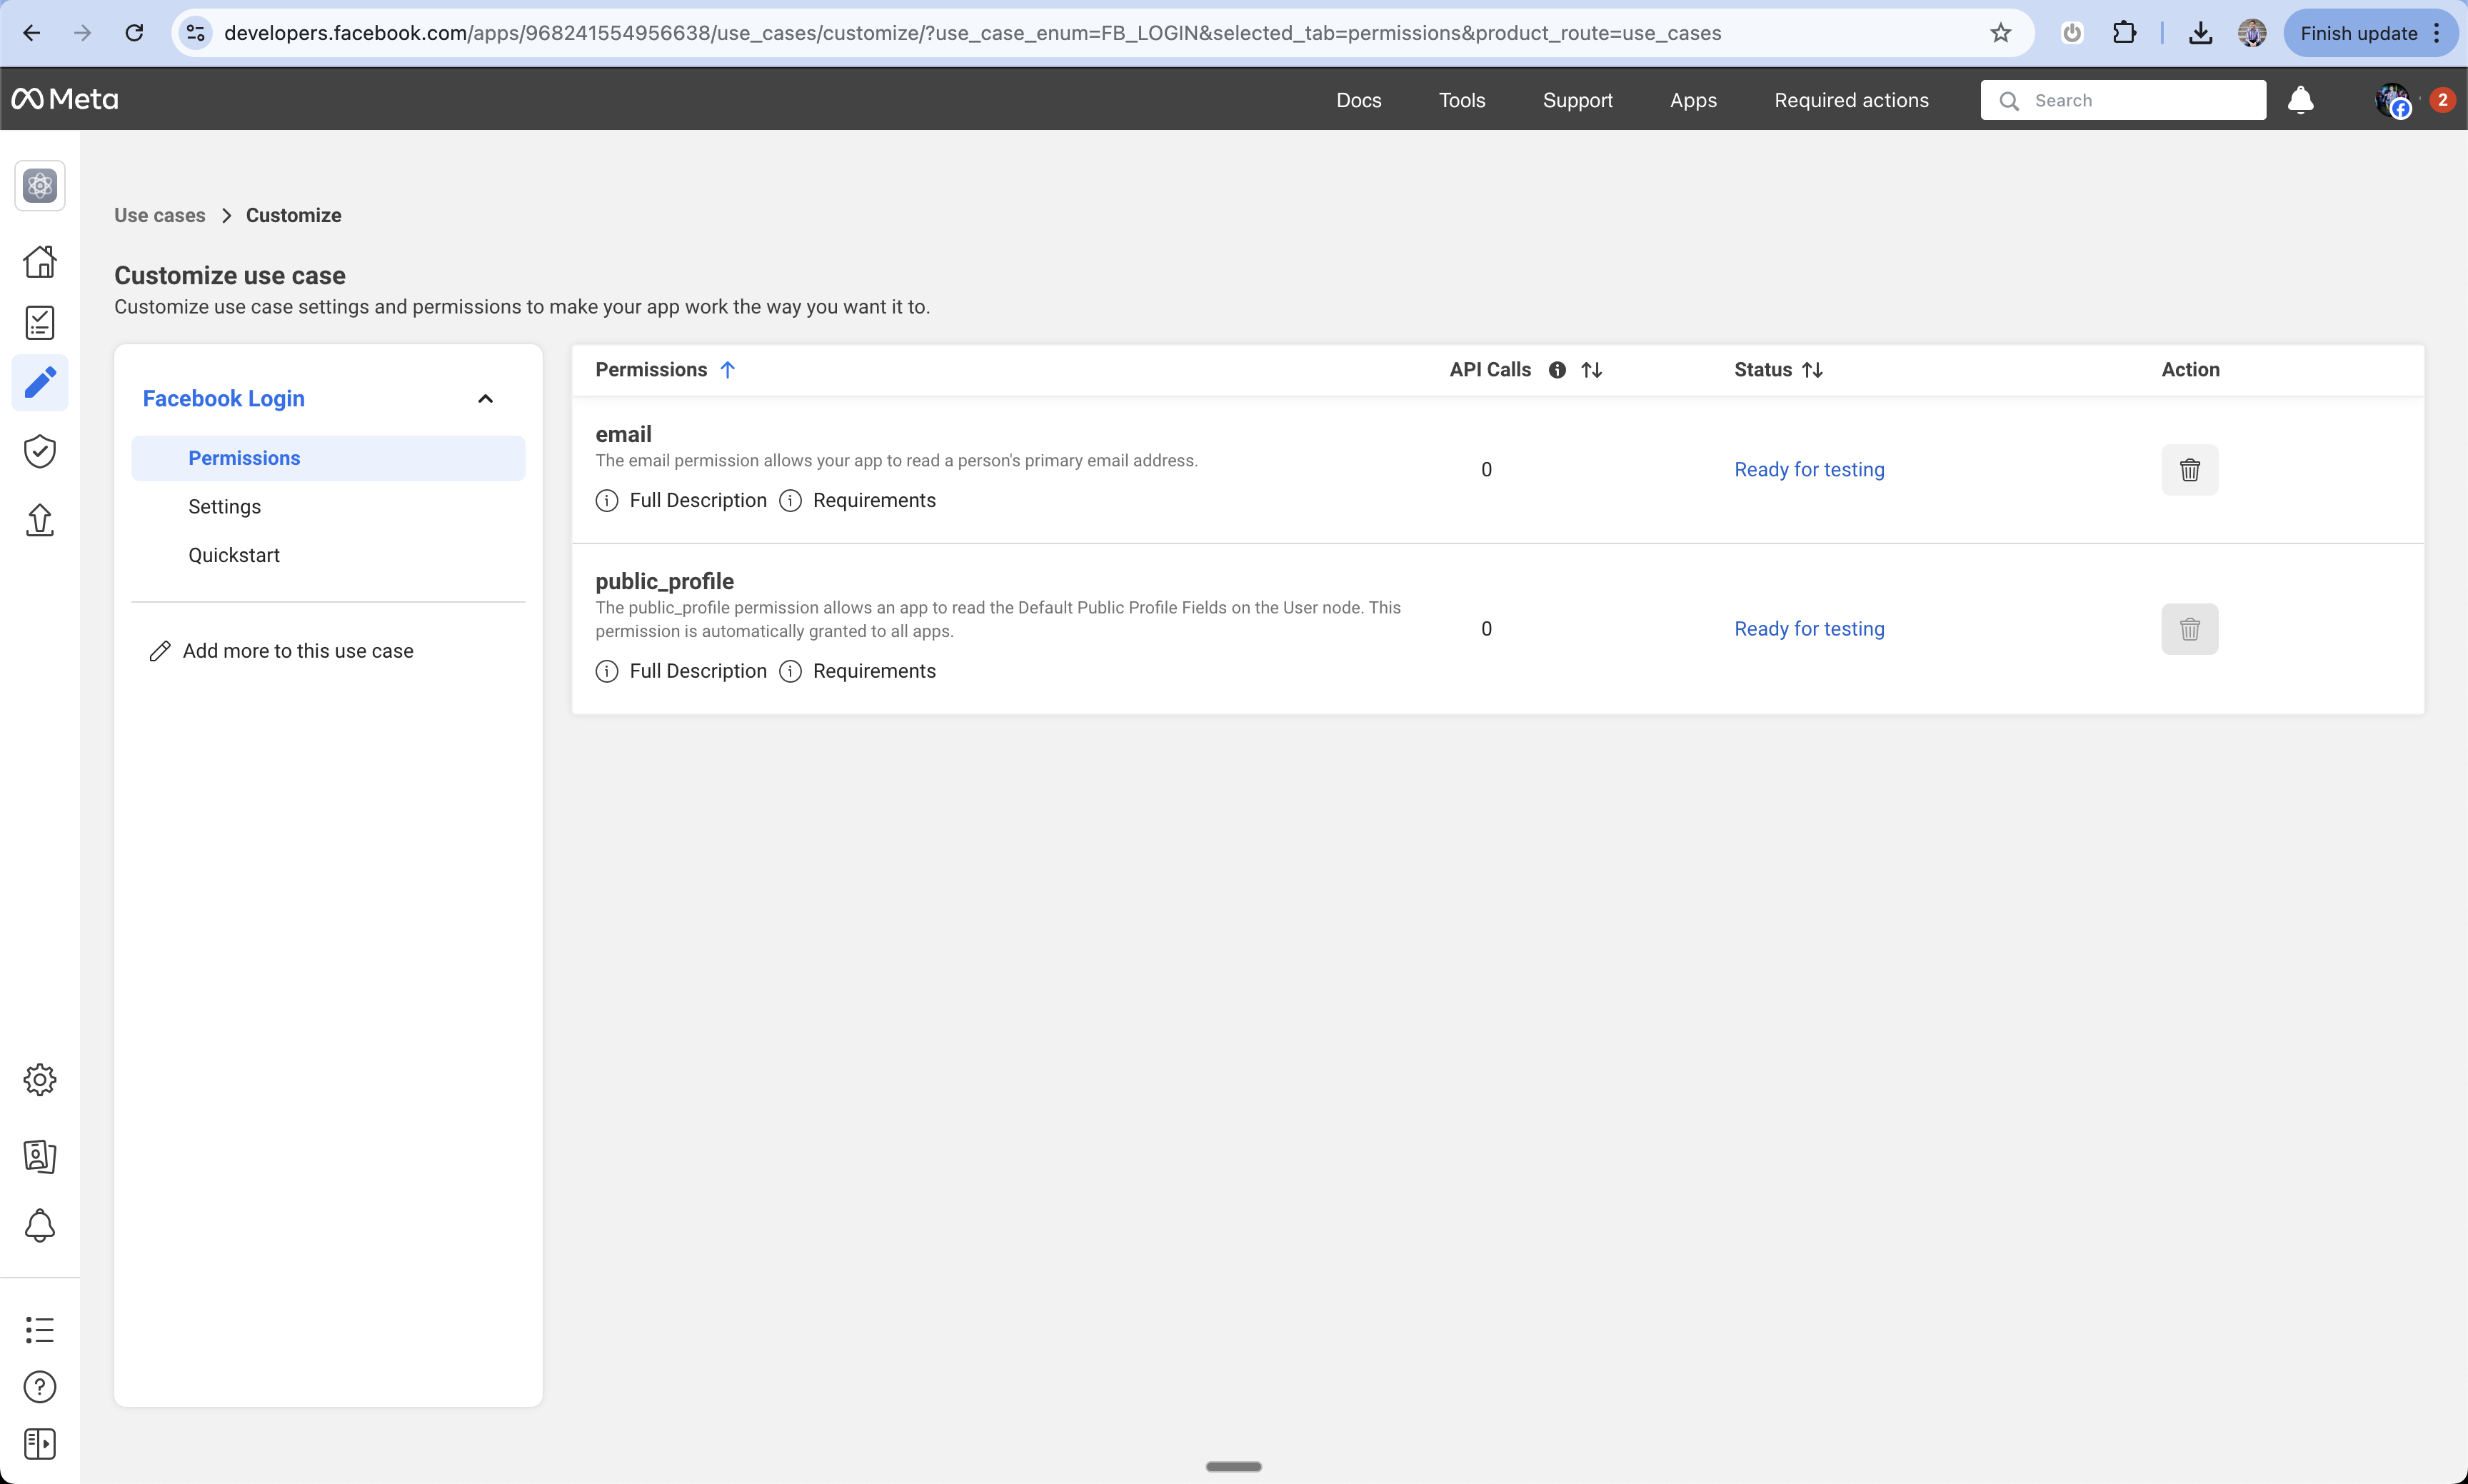 developers.facebook.com/apps/968241554956638/use_cases/customize/?use_case_enum=FB_LOGIN&selected_tab=permissions&product_route=use_cases
Finish update
Meta
Docs
Tools
Support
Apps
Required actions
Search
2
Use cases
Customize
Customize use case
Customize use case settings and permissions to make your app work the way you want it to.
Facebook Login
Permissions
Settings
Quickstart
Add more to this use case
Permissions
API Calls
Status
Action
email
The email permission allows your app to read a person's primary email address.
Full Description
Requirements
0
Ready for testing
public_profile
The public_profile permission allows an app to read the Default Public Profile Fields on the User node. This
permission is automatically granted to all apps.
Full Description
Requirements
0
Ready for testing